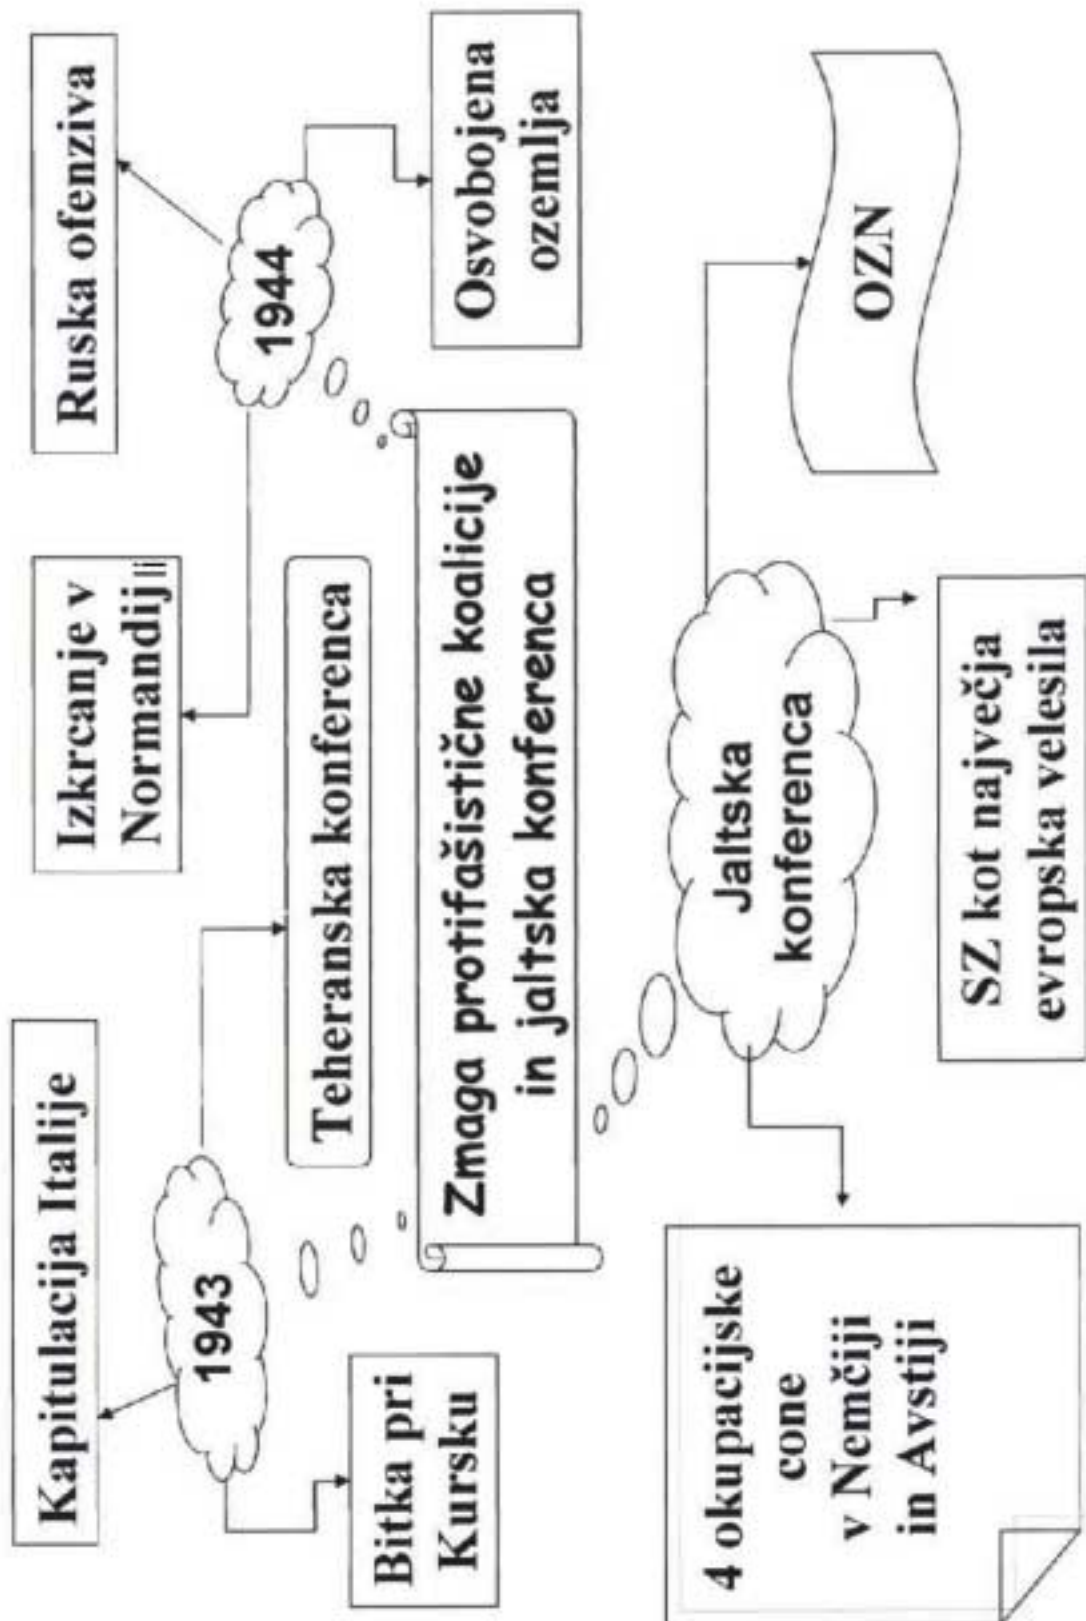 Kapitulacija Italije
Izkrcanje v
Normandiji
Ruska ofenziva
1943
1944
Teheranska konferenca
Bitka pri
Kursku
Osvobojena
ozemlja
Zmaga protifašistične koalicije
in jaltska konferenca
4 okupacijske
cone
v Nemčiji
in Avstiji
Jaltska
konferenca
OZN
SZ kot največja
evropska velesila